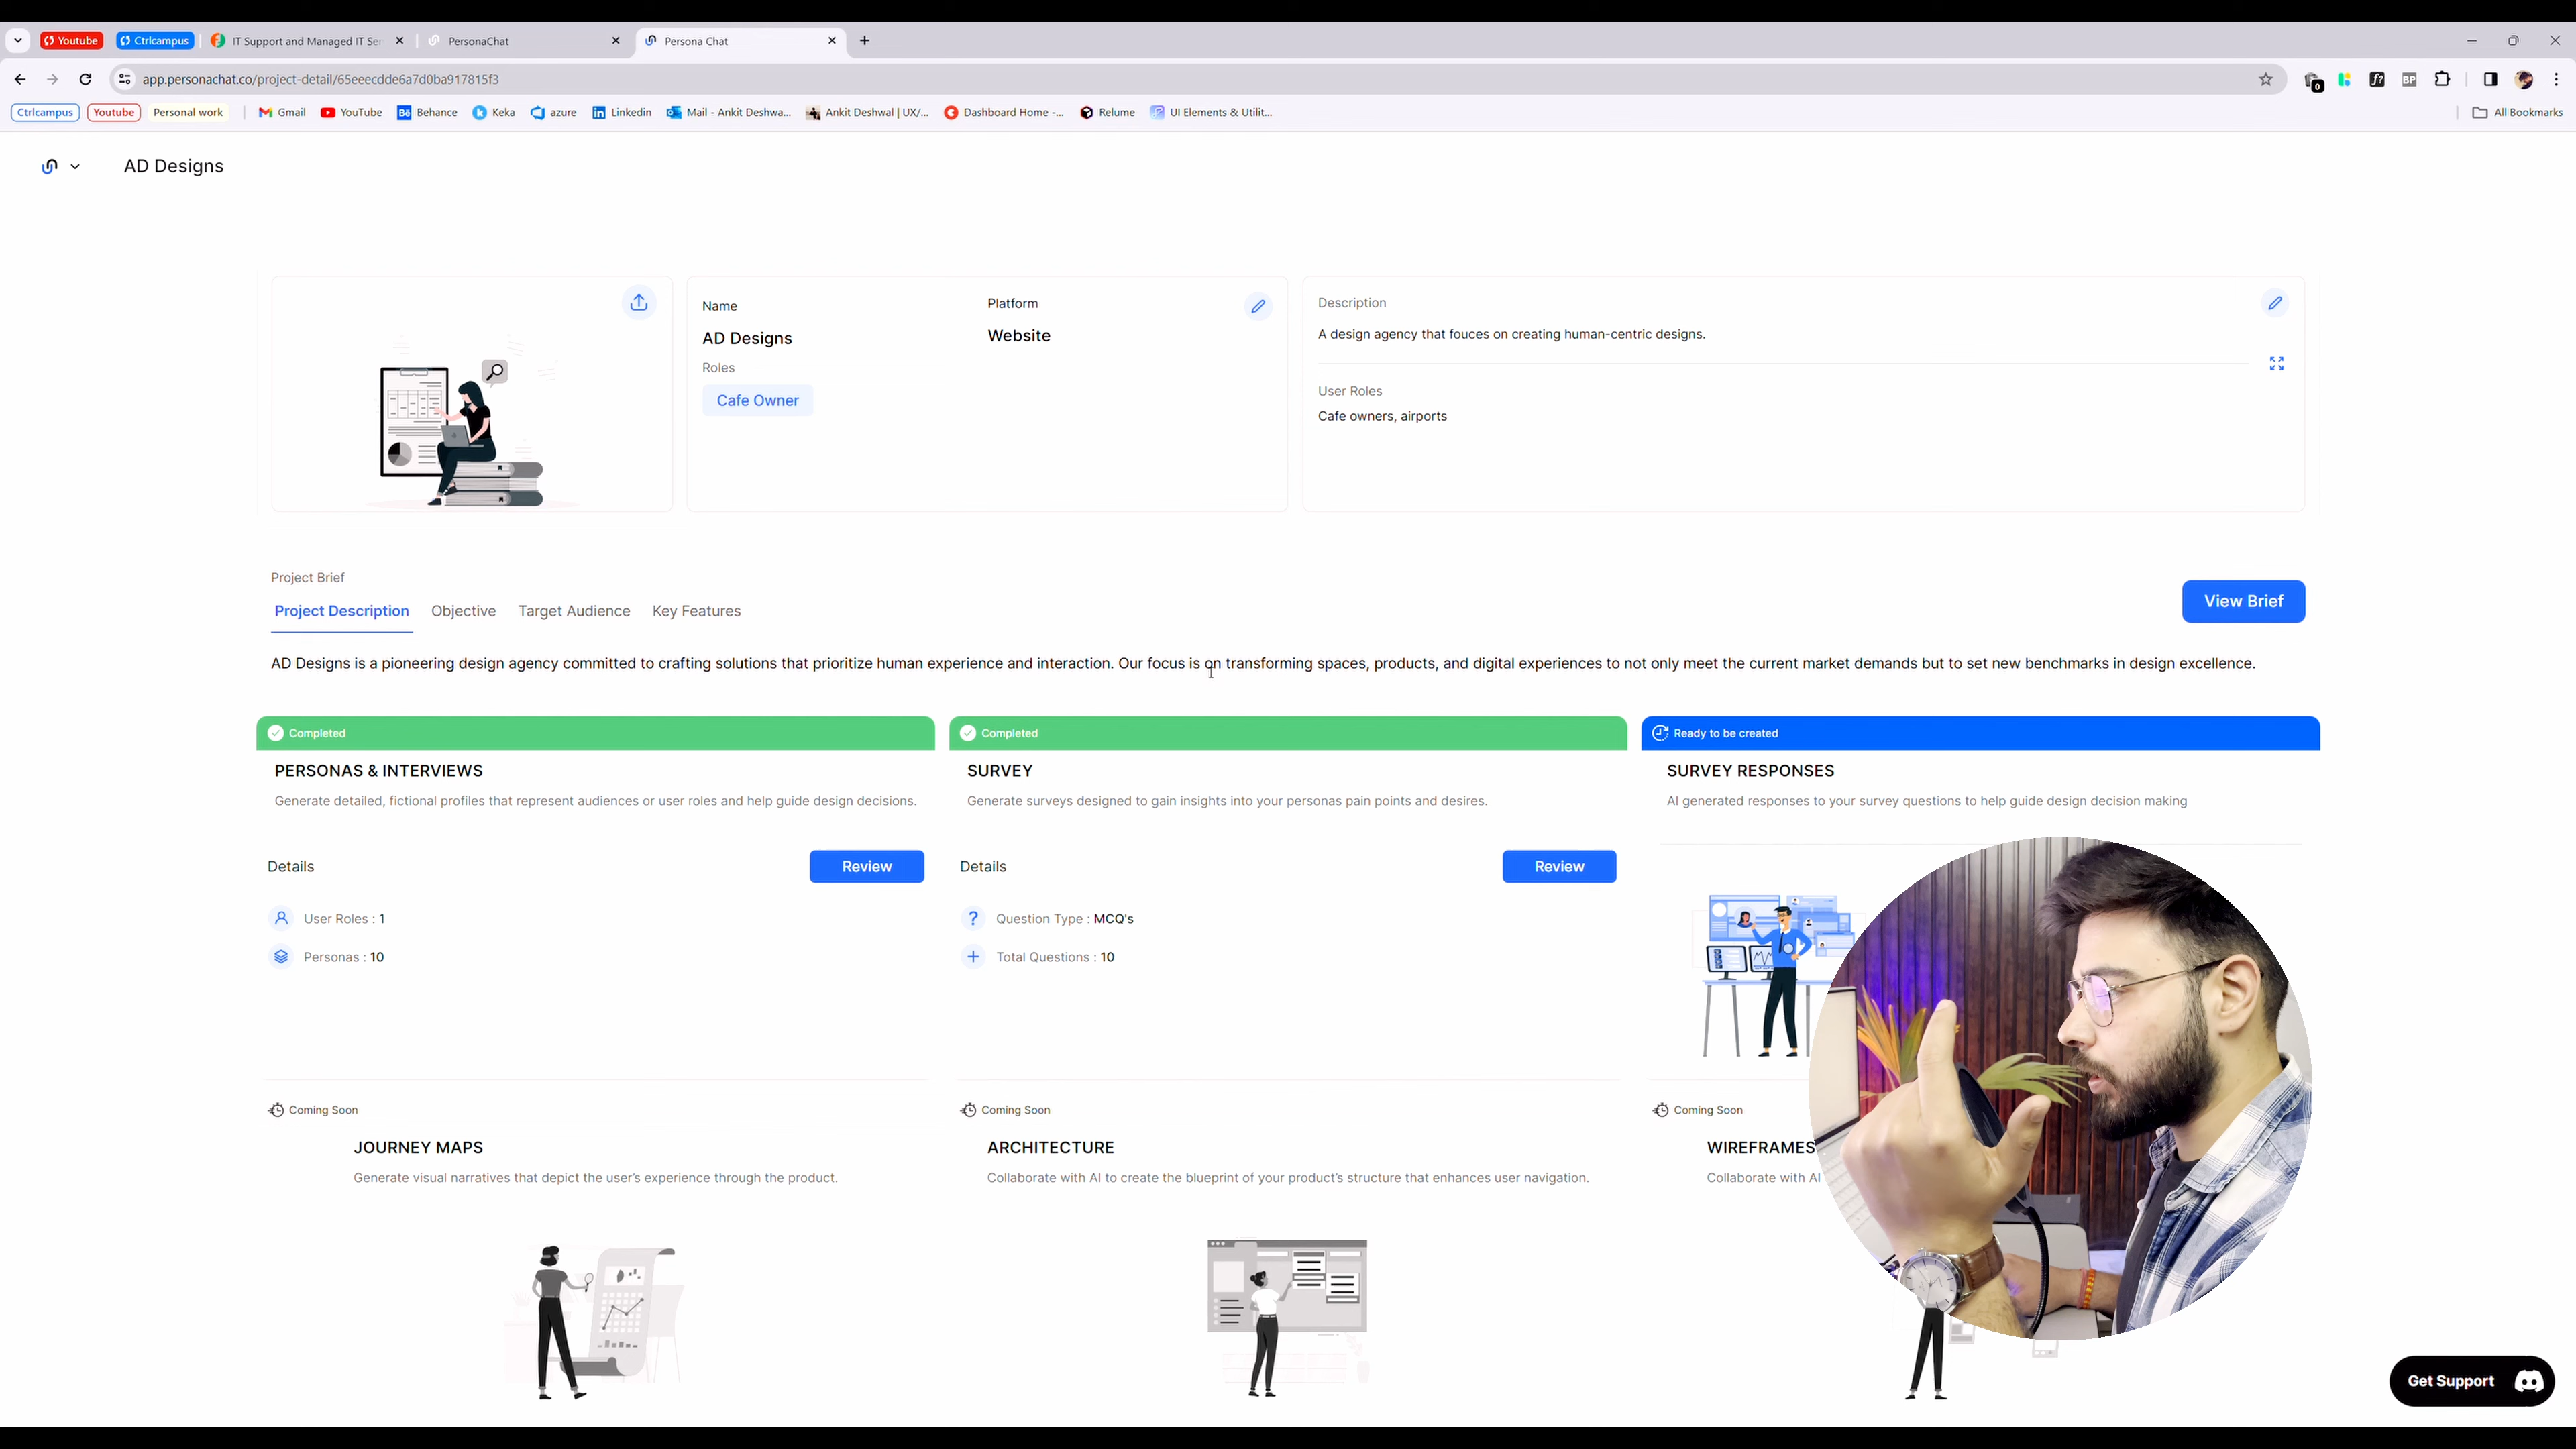 Youtube
Ctrlcampus
IT Support and Managed IT Ser
PersonaChat
Persona Chat
app.personachat.co/project-detail/65eeecdde6a7d0ba917815f3
0
f?
BP
Ctrlcampus
Youtube
Personal work
Gmail
YouTube
Bē Behance
k Keka
azure
in Linkedin
Mail - Ankit Deshwa...
Ankit Deshwal | UX/...
Dashboard Home -...
Relume
UI Elements & Utilit...
All Bookmarks
AD Designs
Name
AD Designs
Platform
Website
Roles
Cafe Owner
Description
A design agency that fouces on creating human-centric designs.
User Roles
Cafe owners, airports
Project Brief
Project Description
Objective
Target Audience
Key Features
View Brief
AD Designs is a pioneering design agency committed to crafting solutions that prioritize human experience and interaction. Our focus is on transforming spaces, products, and digital experiences to not only meet the current market demands but to set new benchmarks in design excellence.
Completed
PERSONAS & INTERVIEWS
Generate detailed, fictional profiles that represent audiences or user roles and help guide design decisions.
Details
Review
User Roles : 1
Personas : 10
Completed
SURVEY
Generate surveys designed to gain insights into your personas pain points and desires.
Details
Review
? Question Type : MCQ's
Total Questions : 10
Ready to be created
SURVEY RESPONSES
AI generated responses to your survey questions to help guide design decision making
Coming Soon
JOURNEY MAPS
Generate visual narratives that depict the user's experience through the product.
Coming Soon
ARCHITECTURE
Collaborate with AI to create the blueprint of your product's structure that enhances user navigation.
Coming Soon
WIREFRAMES
Collaborate with AI
Get Support